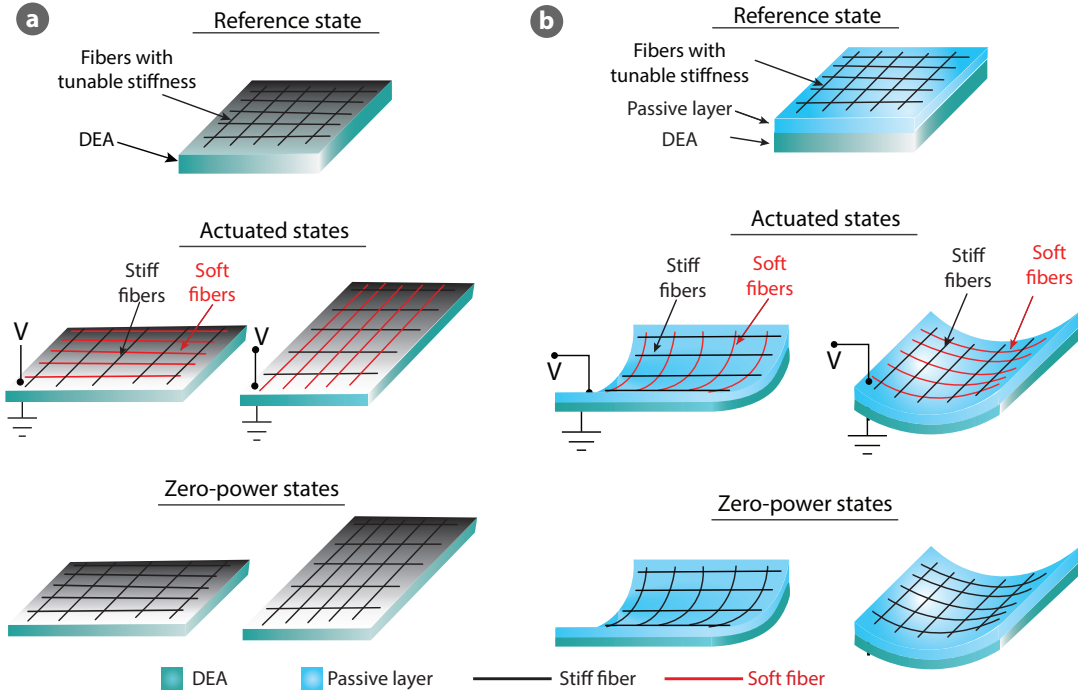 a
Reference state
Fibers with
tunable stiffness
DEA
Actuated states
Stiff
fibers
Soft
fibers
V
V
Zero-power states
b
Reference state
Fibers with
tunable stiffness
Passive layer
DEA
Actuated states
Stiff
fibers
Soft
fibers
Stiff
fibers
Soft
fibers
V
V
Zero-power states
DEA
Passive layer
Stiff fiber
Soft fiber